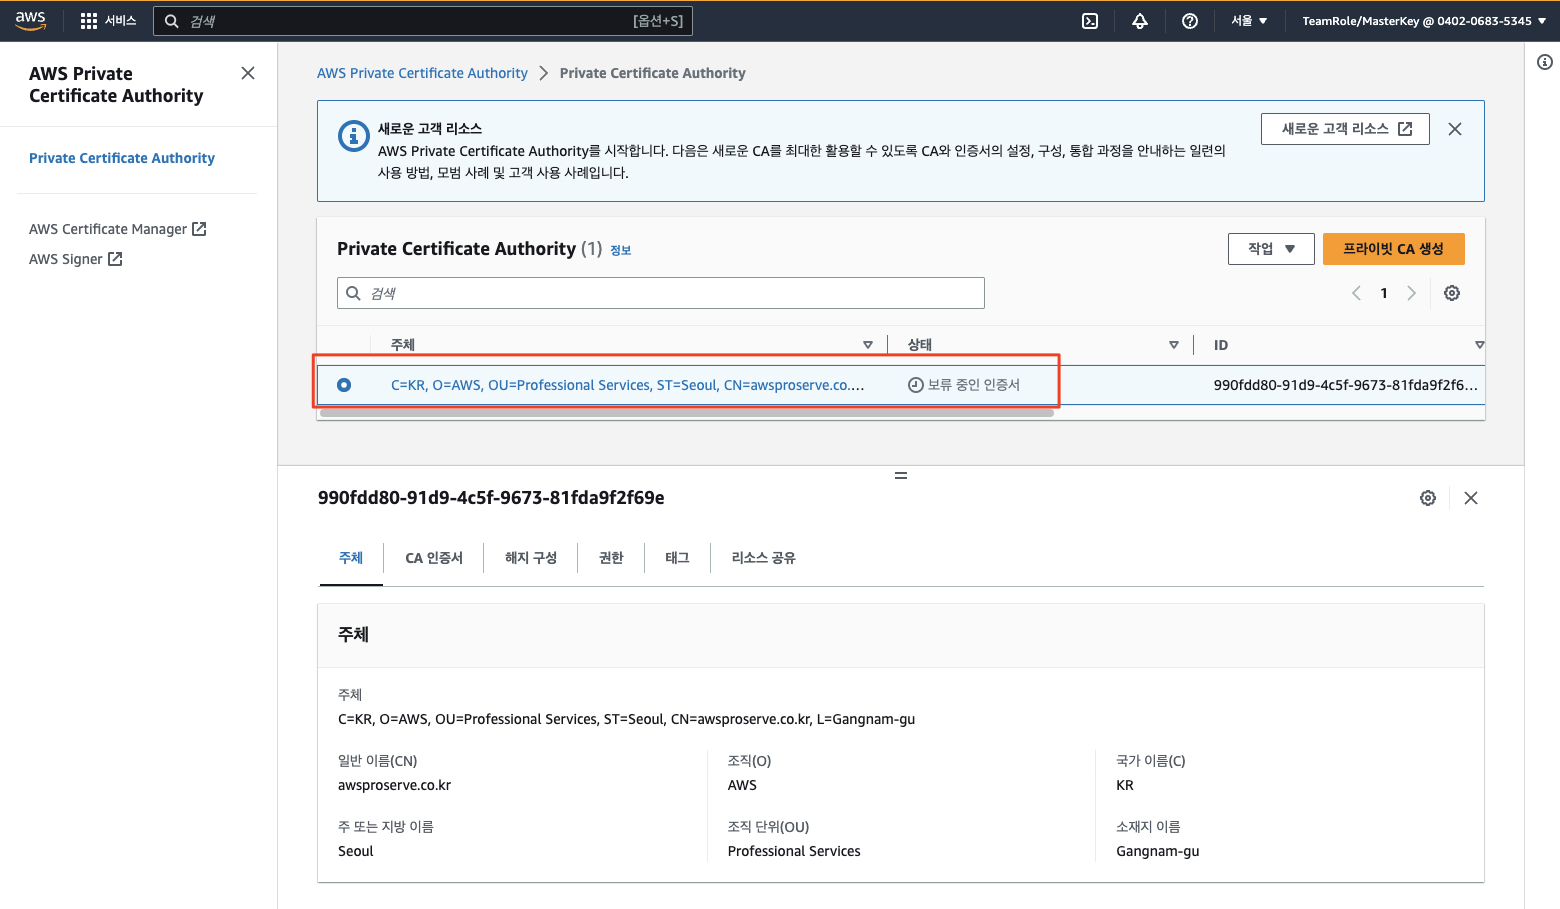 aws
서비스
검색
[옵션+S]
서울
TeamRole/MasterKey @ 0402-0683-5345
AWS Private
Certificate Authority
Private Certificate Authority
AWS Certificate Manager
AWS Signer
AWS Private Certificate Authority
Private Certificate Authority
새로운 고객 리소스
AWS Private Certificate Authority를 시작합니다. 다음은 새로운 CA를 최대한 활용할 수 있도록 CA와 인증서의 설정, 구성, 통합 과정을 안내하는 일련의
사용 방법, 모범 사례 및 고객 사용 사례입니다.
새로운 고객 리소스
Private Certificate Authority (1) 정보
작업
프라이빗 CA 생성
검색
1
주체
상태
ID
C=KR, O=AWS, OU=Professional Services, ST=Seoul, CN=awsproserve.co....
보류 중인 인증서
990fdd80-91d9-4c5f-9673-81fda9f2f6...
990fdd80-91d9-4c5f-9673-81fda9f2f69e
주체
CA 인증서
해지 구성
권한
태그
리소스 공유
주체
주체
C=KR, O=AWS, OU=Professional Services, ST=Seoul, CN=awsproserve.co.kr, L=Gangnam-gu
일반 이름(CN)
awsproserve.co.kr
조직(O)
AWS
국가 이름(C)
KR
주 또는 지방 이름
Seoul
조직 단위(OU)
Professional Services
소재지 이름
Gangnam-gu